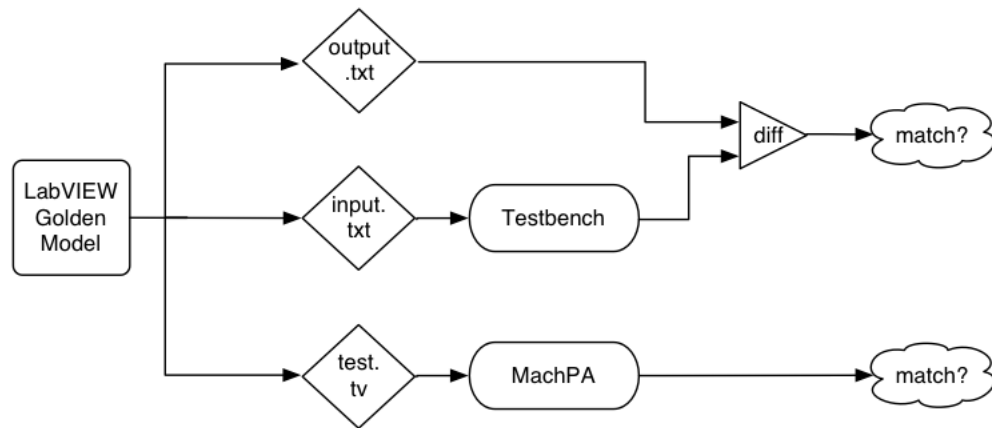 output
.txt
diff
match?
LabVIEW
Golden
Model
input.
txt
Testbench
test.
tv
MachPA
match?